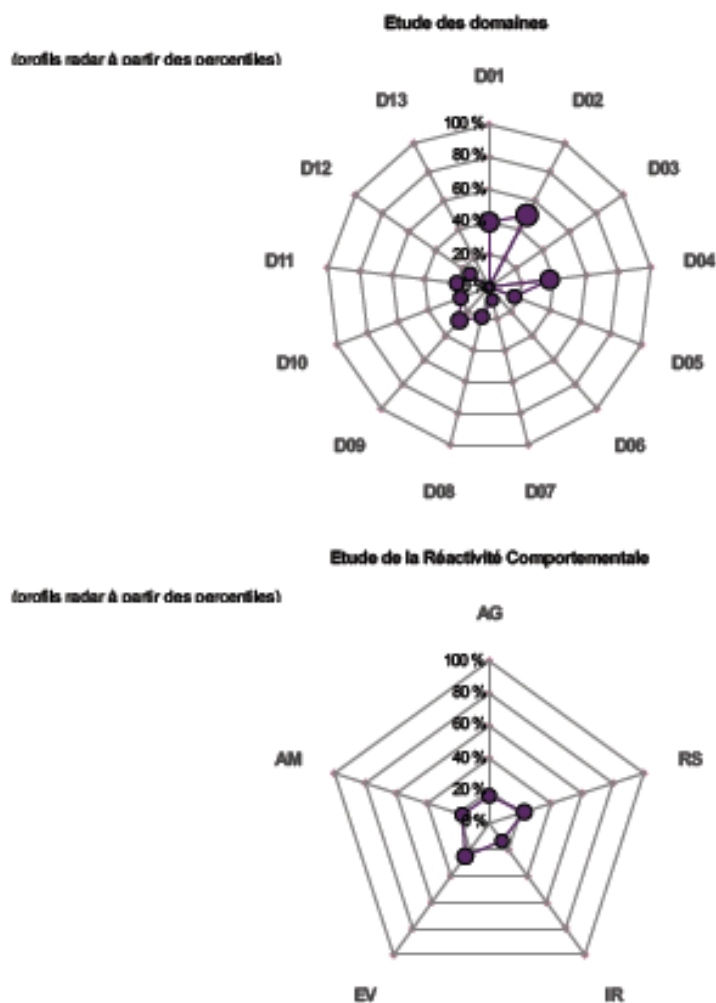 Etude des domaines
(profils radar à partir des percentiles)
D01
D13
D02
100 %
80 %
D12
D03
60 %
40 %
20 %
D11
D04
0 %
D10
D05
D09
D06
D08
D07
Etude de la Réactivité Comportementale
(profils radar à partir des percentiles)
AG
100 %
80 %
60 %
AM
RS
40 %
20 %
0 %
EV
IR